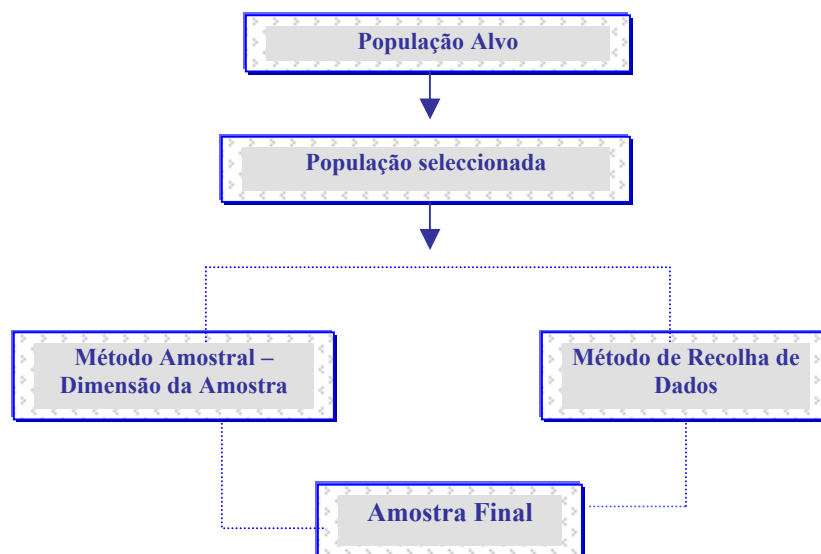 População Alvo
População seleccionada
Método Amostral –
Dimensão da Amostra
Método de Recolha de
Dados
Amostra Final